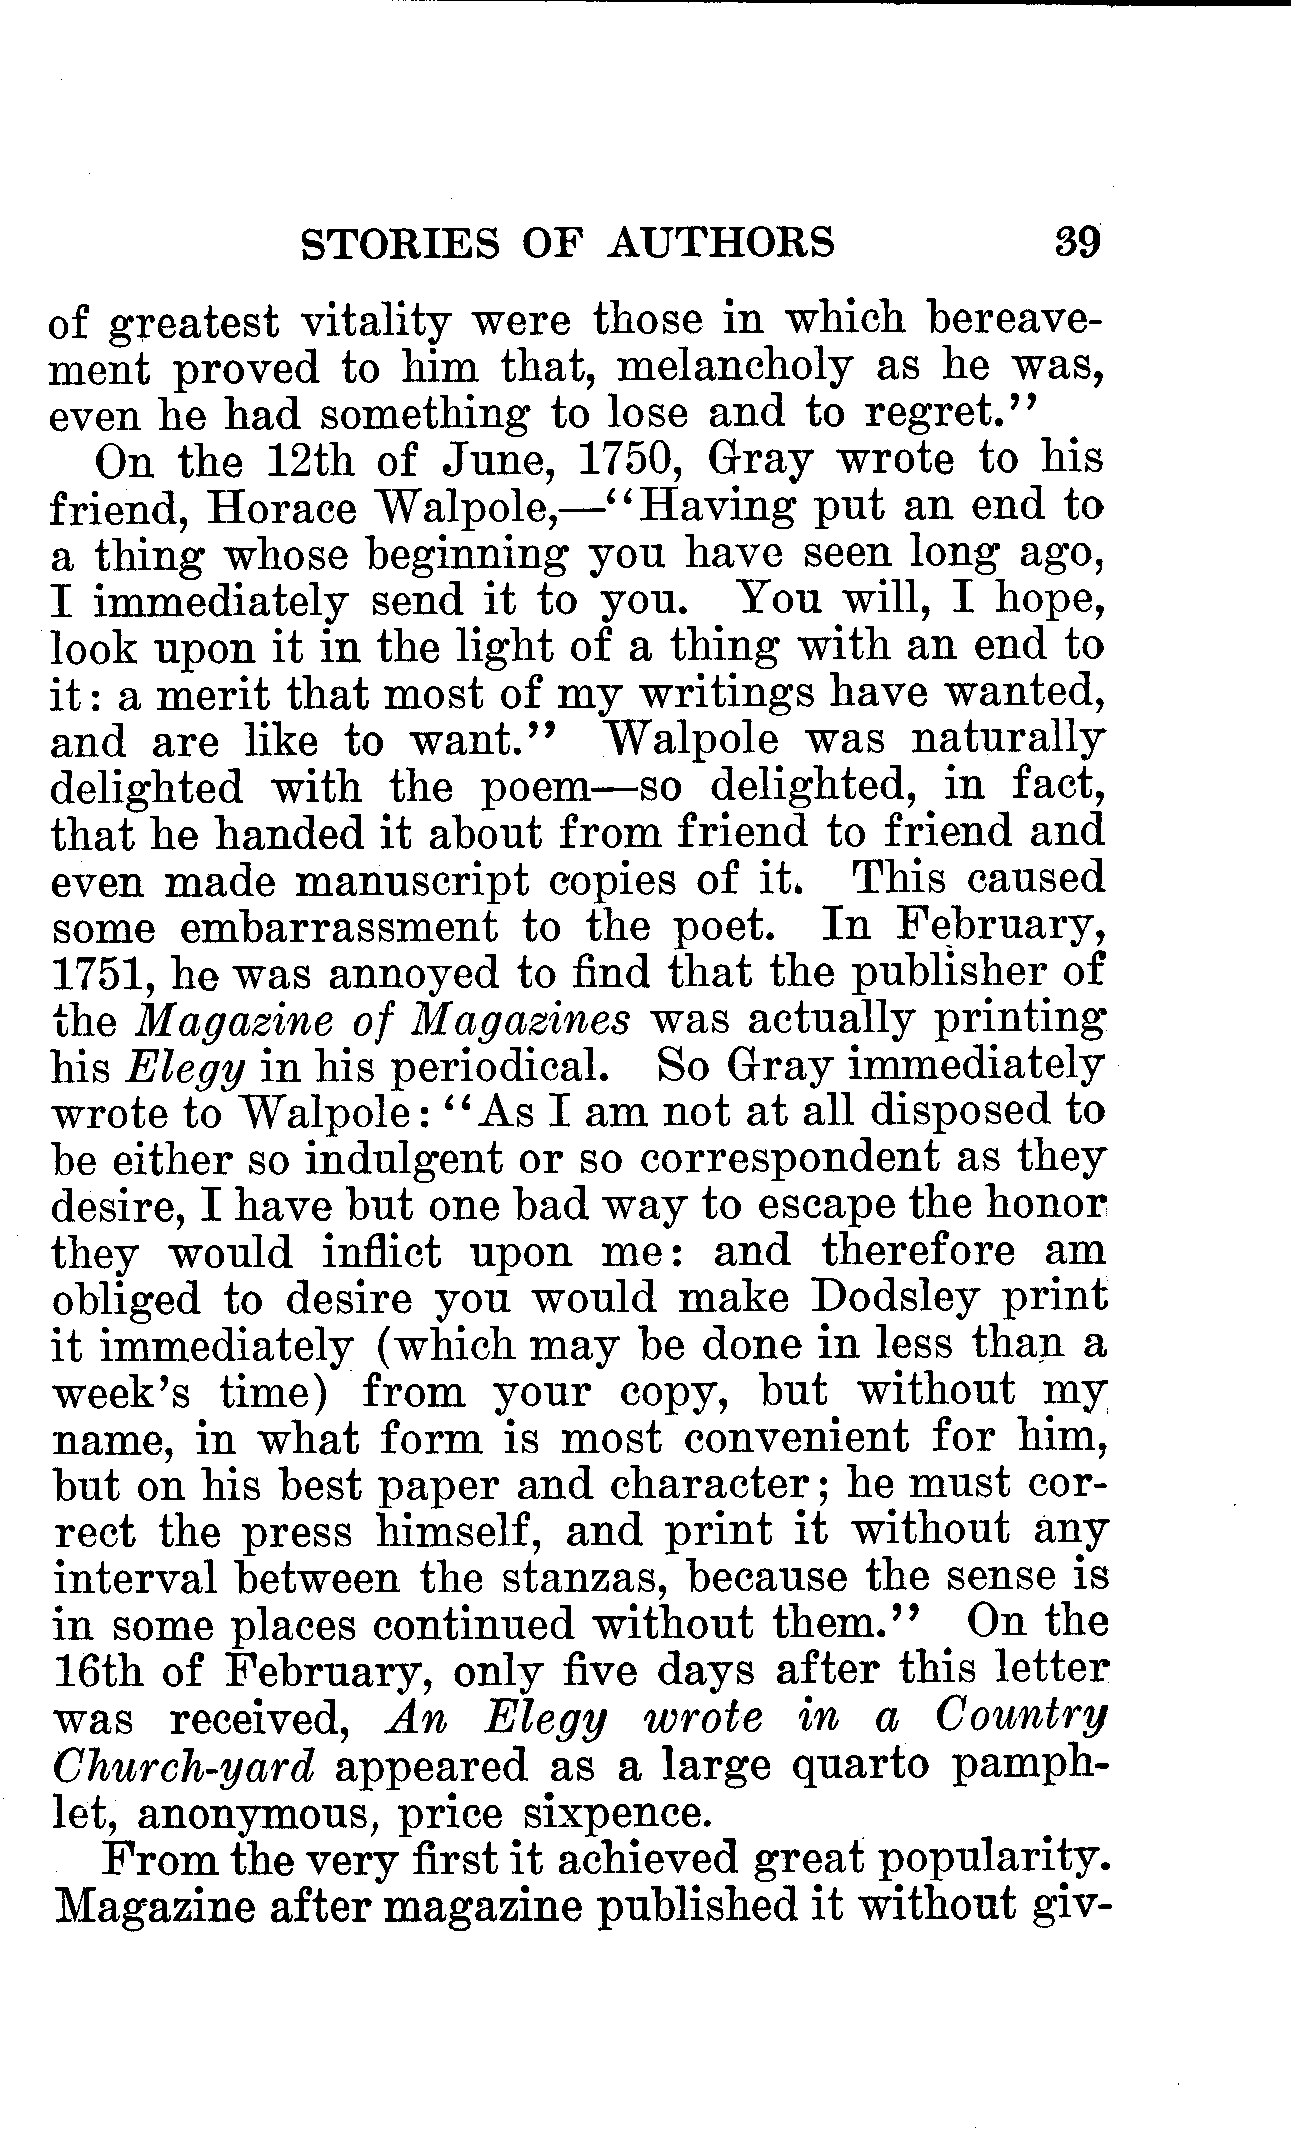 STORIES OF AUTHORS 39
of greatest vitality were those in which bereave-
ment proved to him that, melancholy as he was,
even he had something to lose and to regret."
On the 12th of June, 1750, Gray wrote to his
friend, Horace Walpole,—"Having put an end to
a thing whose beginning you have seen long ago,
I immediately send it to you. You will, I hope,
look upon it in the light of a thing with an end to
it: a merit that most of my writings have wanted,
and are like to want." Walpole was naturally
delighted with the poem—so delighted, in fact,
that he handed it about from friend to friend and
even made manuscript copies of it. This caused
some embarrassment to the poet. In February,
1751, he was annoyed to find that the publisher of
the Magazine of Magazines was actually printing
his Elegy in his periodical. So Gray immediately
wrote to Walpole: "As I am not at all disposed to
be either so indulgent or so correspondent as they
desire, I have but one bad way to escape the honor
they would inflict upon me: and therefore am
obliged to desire you would make Dodsley print
it immediately (which may be done in less than a
week's time) from your copy, but without my
name, in what form is most convenient for him,
but on his best paper and character; he must cor-
rect the press himself, and print it without any
interval between the stanzas, because the sense is
in some places continued without them." On the
16th of February, only five days after this letter
was received, An Elegy wrote in a Country
Church-yard appeared as a large quarto pamph-
let, anonymous, price sixpence.
From the very first it achieved great popularity.
Magazine after magazine published it without giv-